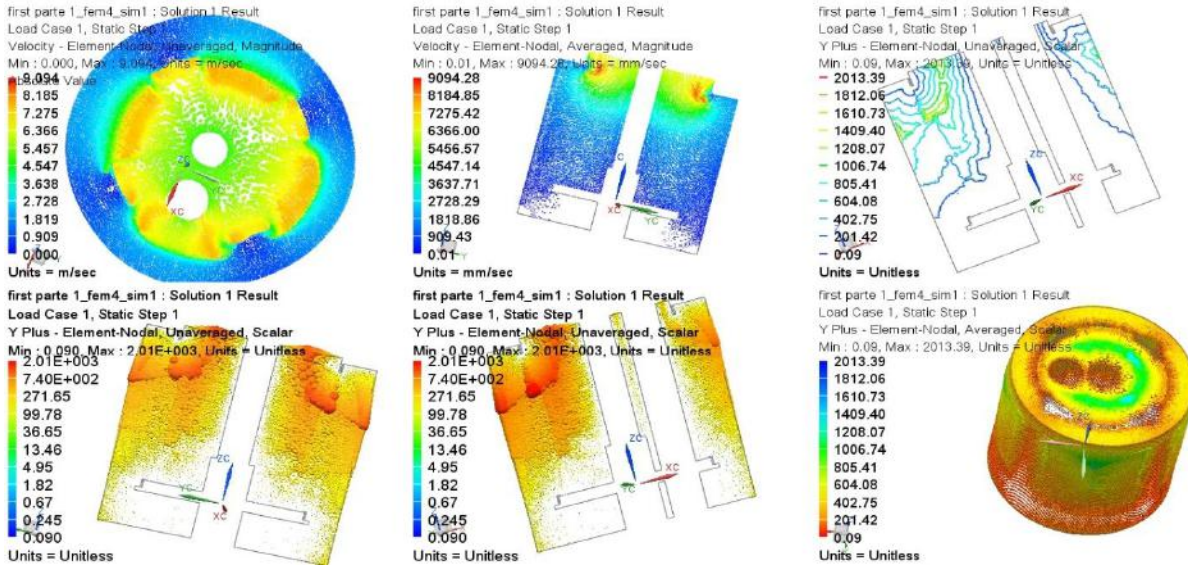 first parte 1_fem4_sim1 : Solution 1 Result
Load Case 1, Static Step 1
Velocity - Element-Nodal, Unaveraged, Magnitude
Min : 0.000, Max : 9.094, Units = m/sec
Absolute Value
9.094
8.185
7.275
6.366
5.457
4.547
3.638
2.728
1.819
0.909
0.000
Units = m/sec
ZC
XC
first parte 1_fem4_sim1 : Solution 1 Result
Load Case 1, Static Step 1
Velocity - Element-Nodal, Averaged, Magnitude
Min : 0.01, Max : 9094.28, Units = mm/sec
9094.28
8184.85
7275.42
6366.00
5456.57
4547.14
3637.71
2728.29
1818.86
909.43
0.01
Units = mm/sec
XC
YC
first parte 1_fem4_sim1 : Solution 1 Result
Load Case 1, Static Step 1
Y Plus - Element-Nodal, Unaveraged, Scalar
Min : 0.09, Max : 2013.39, Units = Unitless
2013.39
1812.06
1610.73
1409.40
1208.07
1006.74
805.41
604.08
402.75
201.42
0.09
Units = Unitless
ZC
XC
YC
first parte 1_fem4_sim1 : Solution 1 Result
Load Case 1, Static Step 1
Y Plus - Element-Nodal, Unaveraged, Scalar
Min : 0.090, Max : 2.01E+003, Units = Unitless
2.01E+003
7.40E+002
271.65
99.78
36.65
13.46
4.95
1.82
0.67
0.245
0.090
Units = Unitless
ZC
YC
XC
first parte 1_fem4_sim1 : Solution 1 Result
Load Case 1, Static Step 1
Y Plus - Element-Nodal, Unaveraged, Scalar
Min : 0.090, Max : 2.01E+003, Units = Unitless
2.01E+003
7.40E+002
271.65
99.78
36.65
13.46
4.95
1.82
0.67
0.245
0.090
Units = Unitless
ZC
YC
XC
first parte 1_fem4_sim1 : Solution 1 Result
Load Case 1, Static Step 1
Y Plus - Element-Nodal, Averaged, Scalar
Min : 0.09, Max : 2013.39, Units = Unitless
2013.39
1812.06
1610.73
1409.40
1208.07
1006.74
805.41
604.08
402.75
201.42
0.09
Units = Unitless